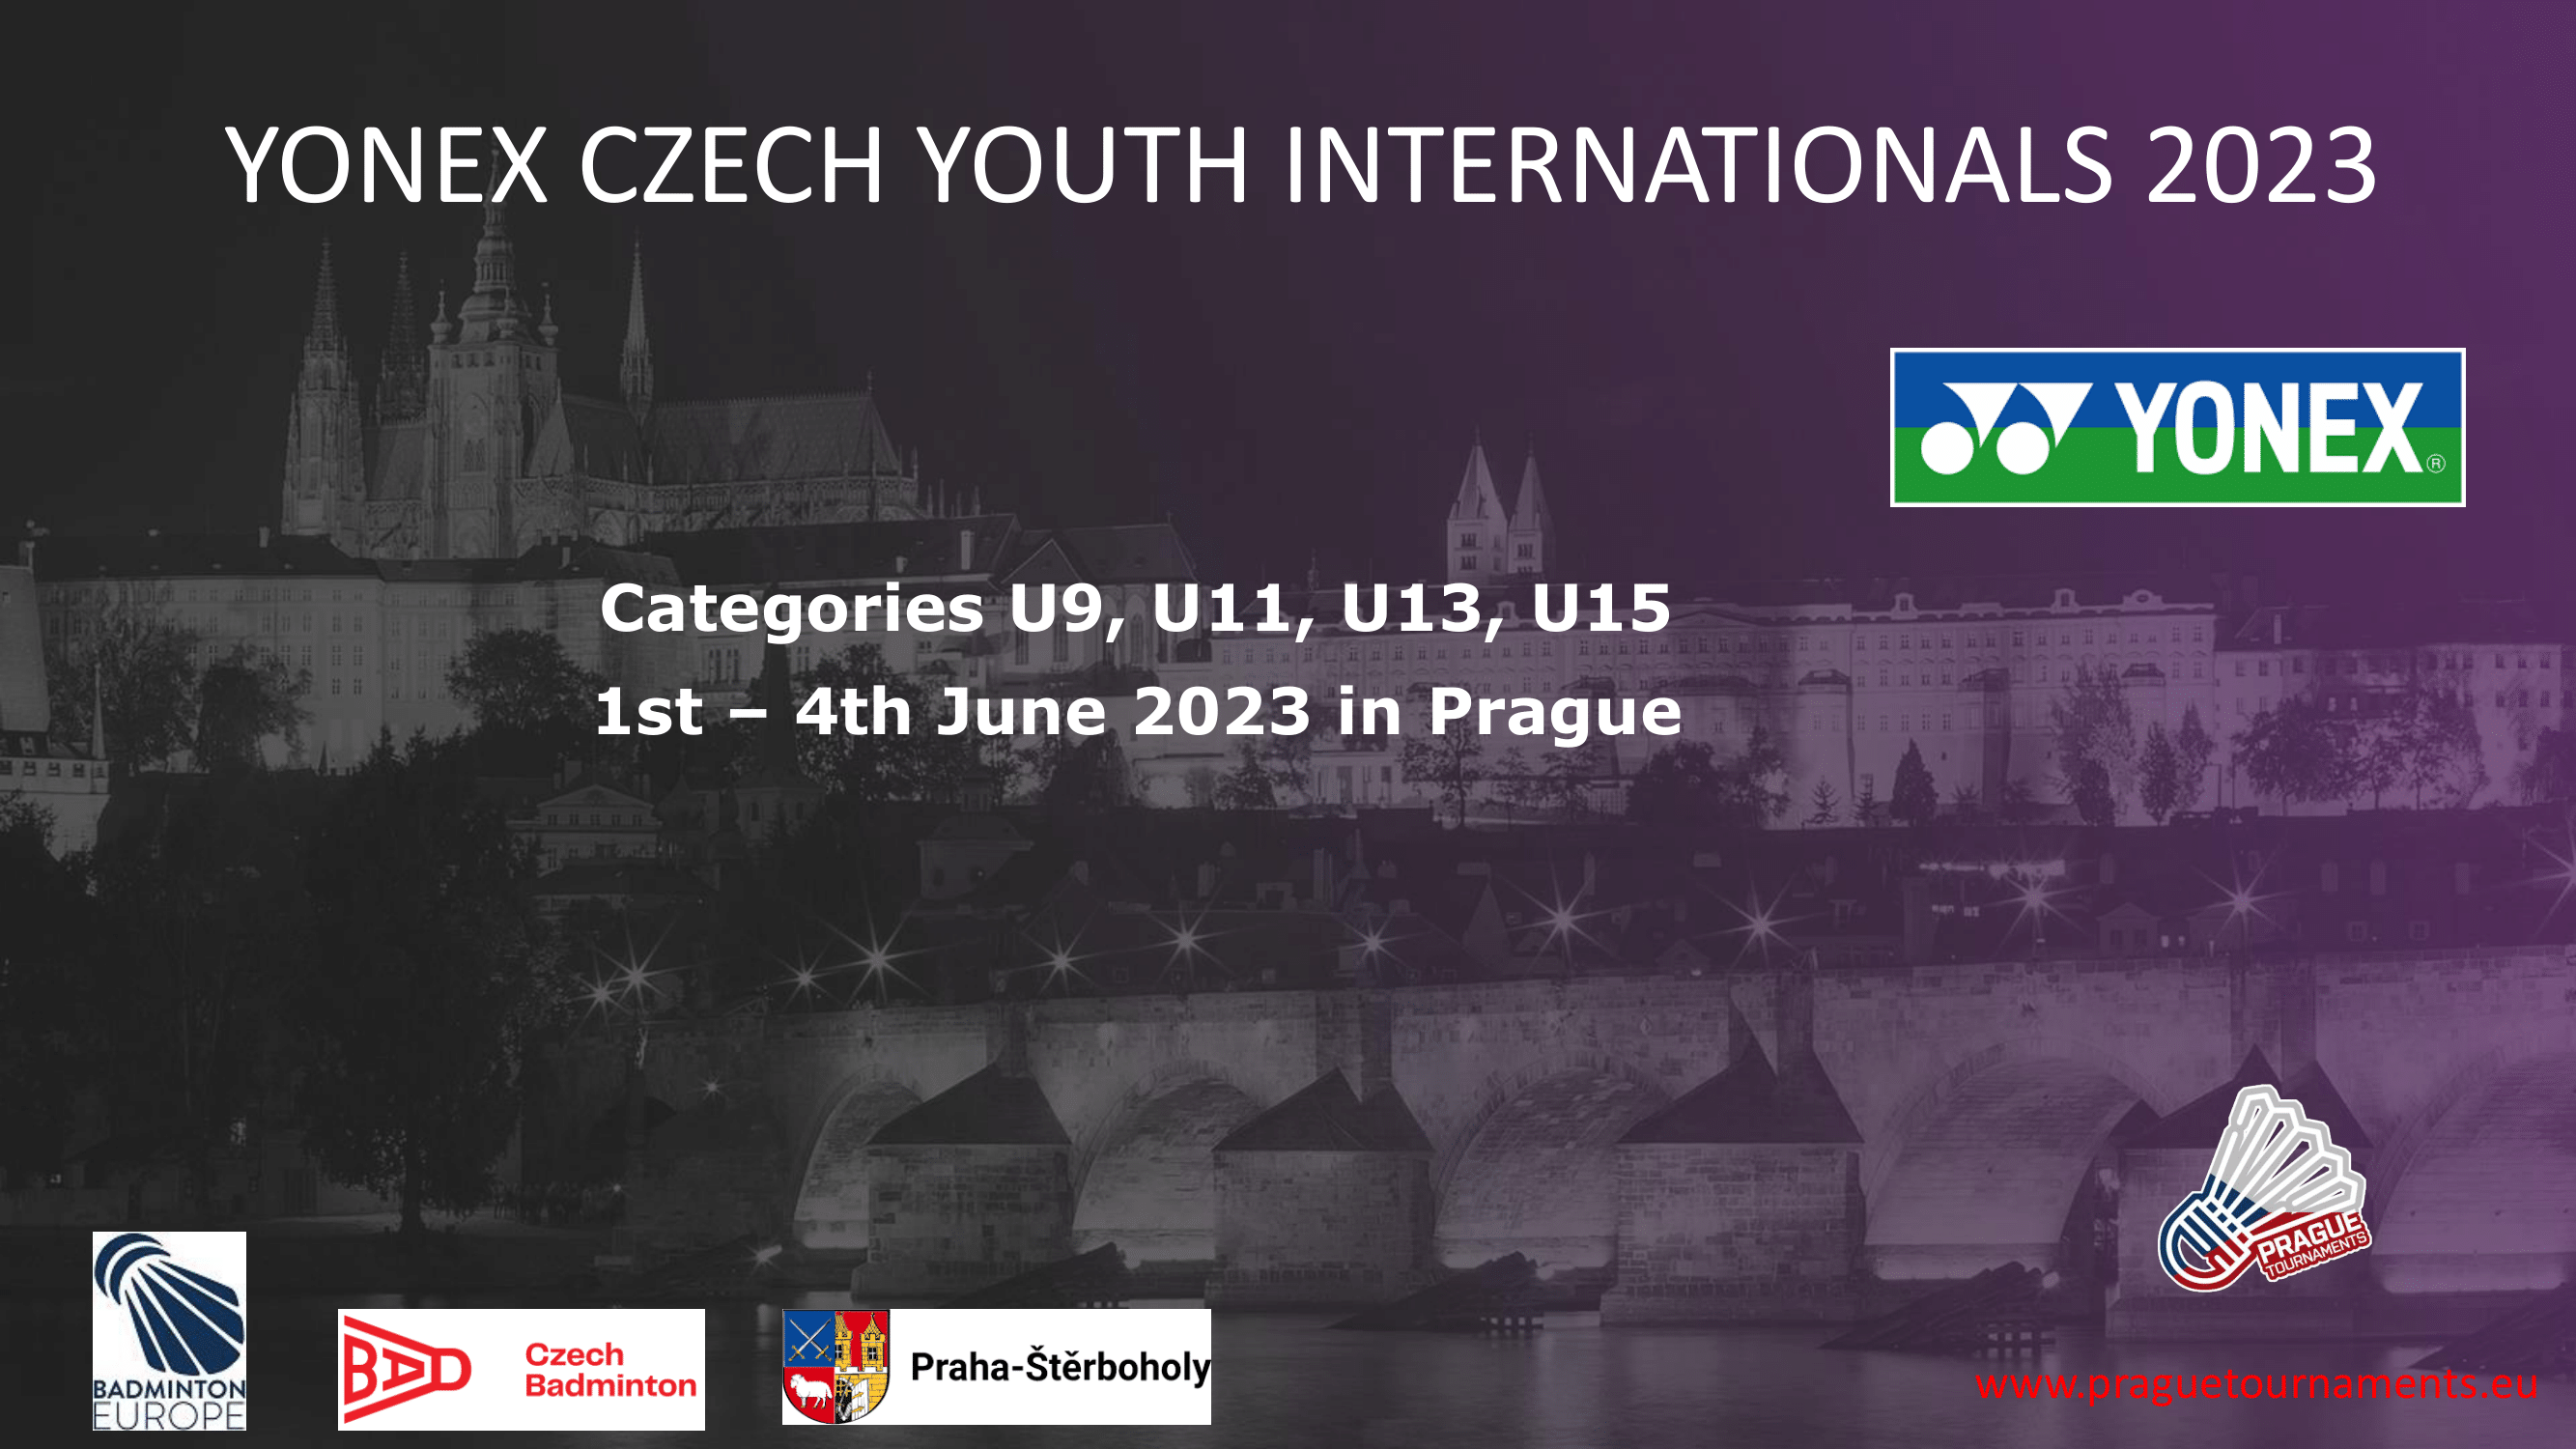 YONEX CZECH YOUTH INTERNATIONALS 2023
YONEX®
Categories U9, U11, U13, U15
1st – 4th June 2023 in Prague
PRAGUE
TOURNAMENTS
BADMINTON
EUROPE
BAD
Czech
Badminton
Praha-Štěrboholy
www.praguetournaments.eu